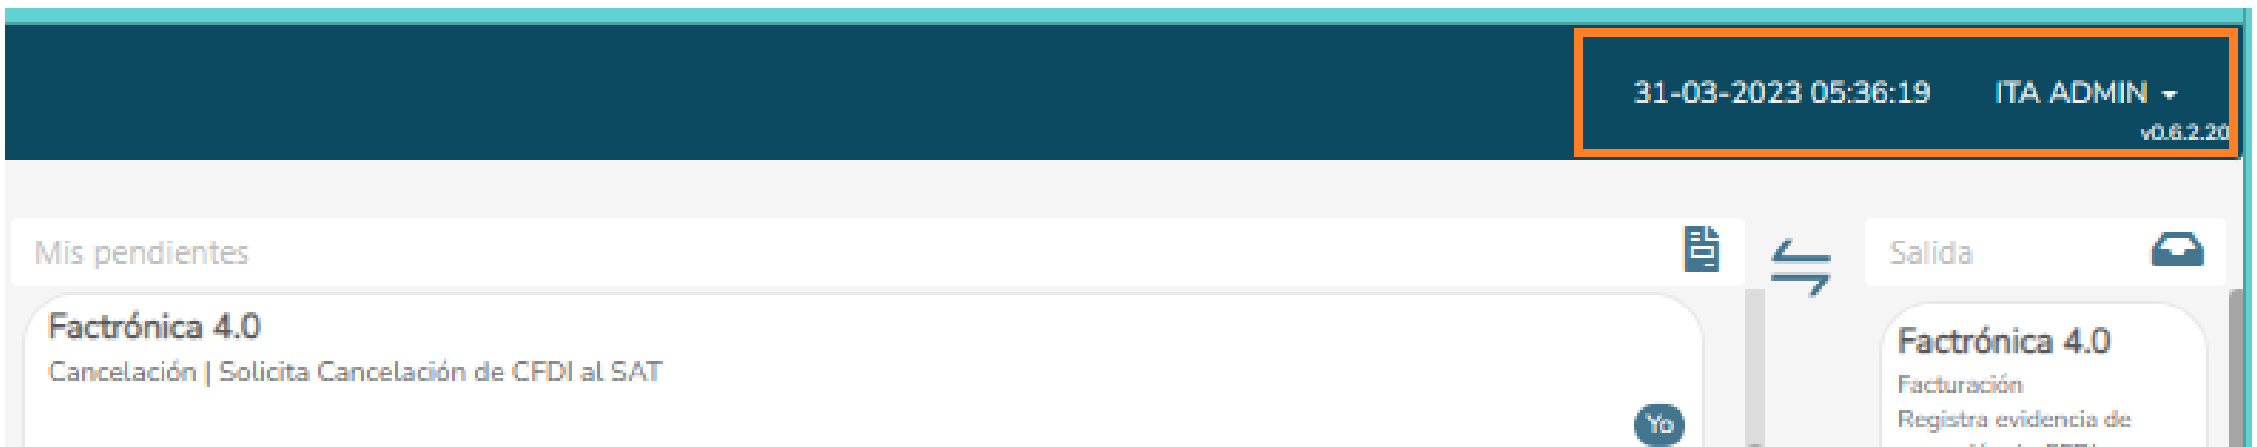 31-03-2023 05:36:19 ITA ADMIN
v0.6.2.20
Mis pendientes
Salida
Factrónica 4.0
Cancelación | Solicita Cancelación de CFDI al SAT
Yo
Factrónica 4.0
Facturación
Registra evidencia de